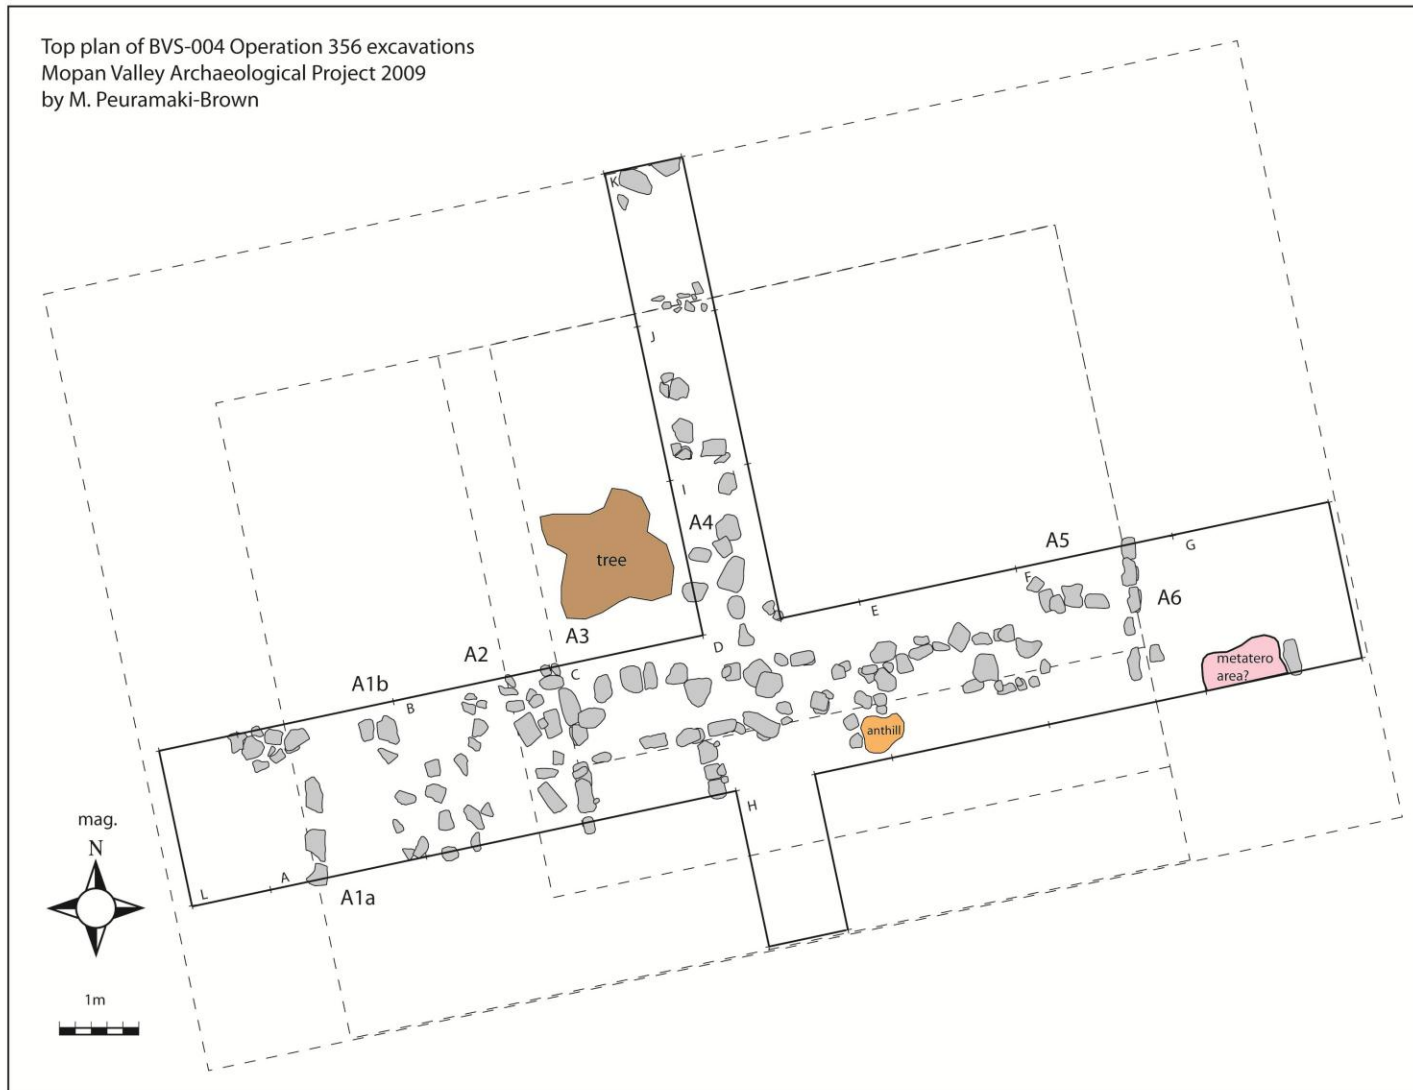 Top plan of BVS-004 Operation 356 excavations
Mopan Valley Archaeological Project 2009
by M. Peuramaki-Brown
K
J
I
A4
tree
A5
G
F
E
A6
A3
D
A2
C
metatero
area?
A1b
B
anthill
H
mag.
N
A
L
A1a
1m